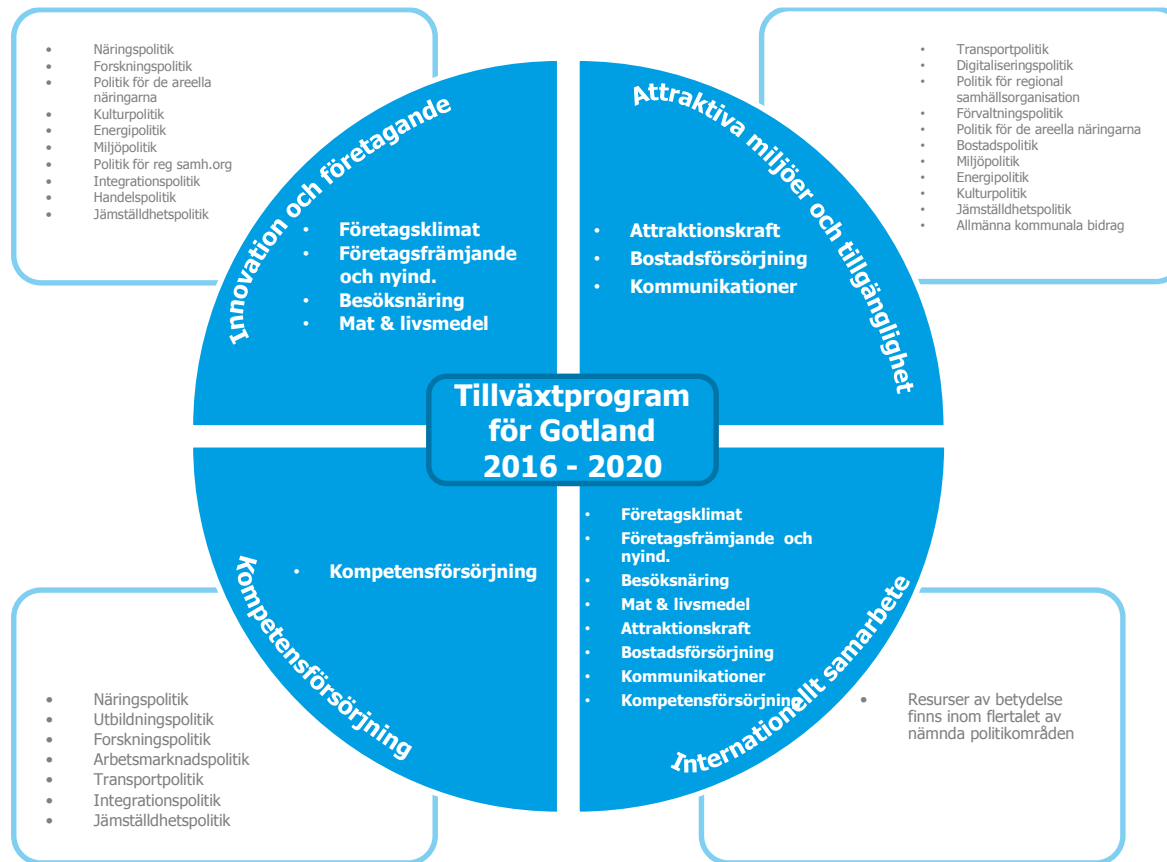 • Näringspolitik
• Forskningspolitik
• Politik för de areella
näringarna
• Kulturpolitik
• Energipolitik
• Miljöpolitik
• Politik för reg samh.org
• Integrationspolitik
• Handelspolitik
• Jämställdhetspolitik
• Transportpolitik
• Digitaliseringspolitik
• Politik för regional
samhällsorganisation
• Förvaltningspolitik
• Politik för de areella näringarna
• Bostadspolitik
• Miljöpolitik
• Energipolitik
• Kulturpolitik
• Jämställdhetspolitik
• Allmänna kommunala bidrag
Innovation och företagande
• Företagsklimat
• Företagsfrämjande
och nyind.
• Besöksnäring
• Mat & livsmedel
Attraktiva miljöer och tillgänglighet
• Attraktionskraft
• Bostadsförsörjning
• Kommunikationer
Tillväxtprogram
för Gotland
2016 - 2020
Kompetensförsörjning
• Kompetensförsörjning
• Företagsklimat
• Företagsfrämjande och
nyind.
• Besöksnäring
• Mat & livsmedel
• Attraktionskraft
• Bostadsförsörjning
• Kommunikationer
• Kompetensförsörjning
Internationellt samarbete
• Näringspolitik
• Utbildningspolitik
• Forskningspolitik
• Arbetsmarknadspolitik
• Transportpolitik
• Integrationspolitik
• Jämställdhetspolitik
• Resurser av betydelse
finns inom flertalet av
nämnda politikområden